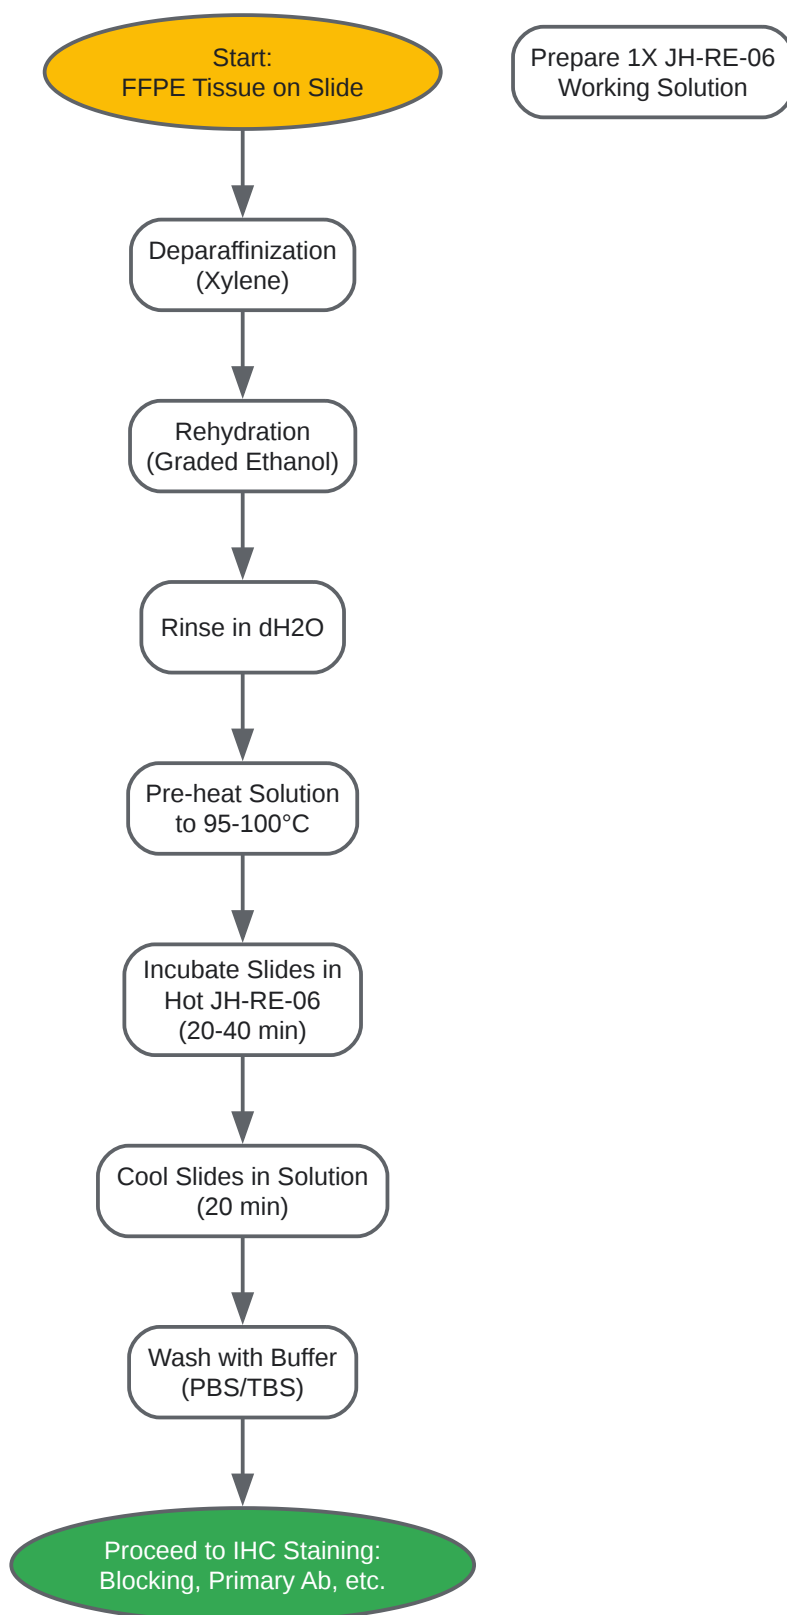 Start:
FFPE Tissue on Slide
Prepare 1X JH-RE-06
Working Solution
Deparaffinization
(Xylene)
Rehydration
(Graded Ethanol)
Rinse in dH2O
Pre-heat Solution
to 95-100°C
Incubate Slides in
Hot JH-RE-06
(20-40 min)
Cool Slides in Solution
(20 min)
Wash with Buffer
(PBS/TBS)
Proceed to IHC Staining:
Blocking, Primary Ab, etc.